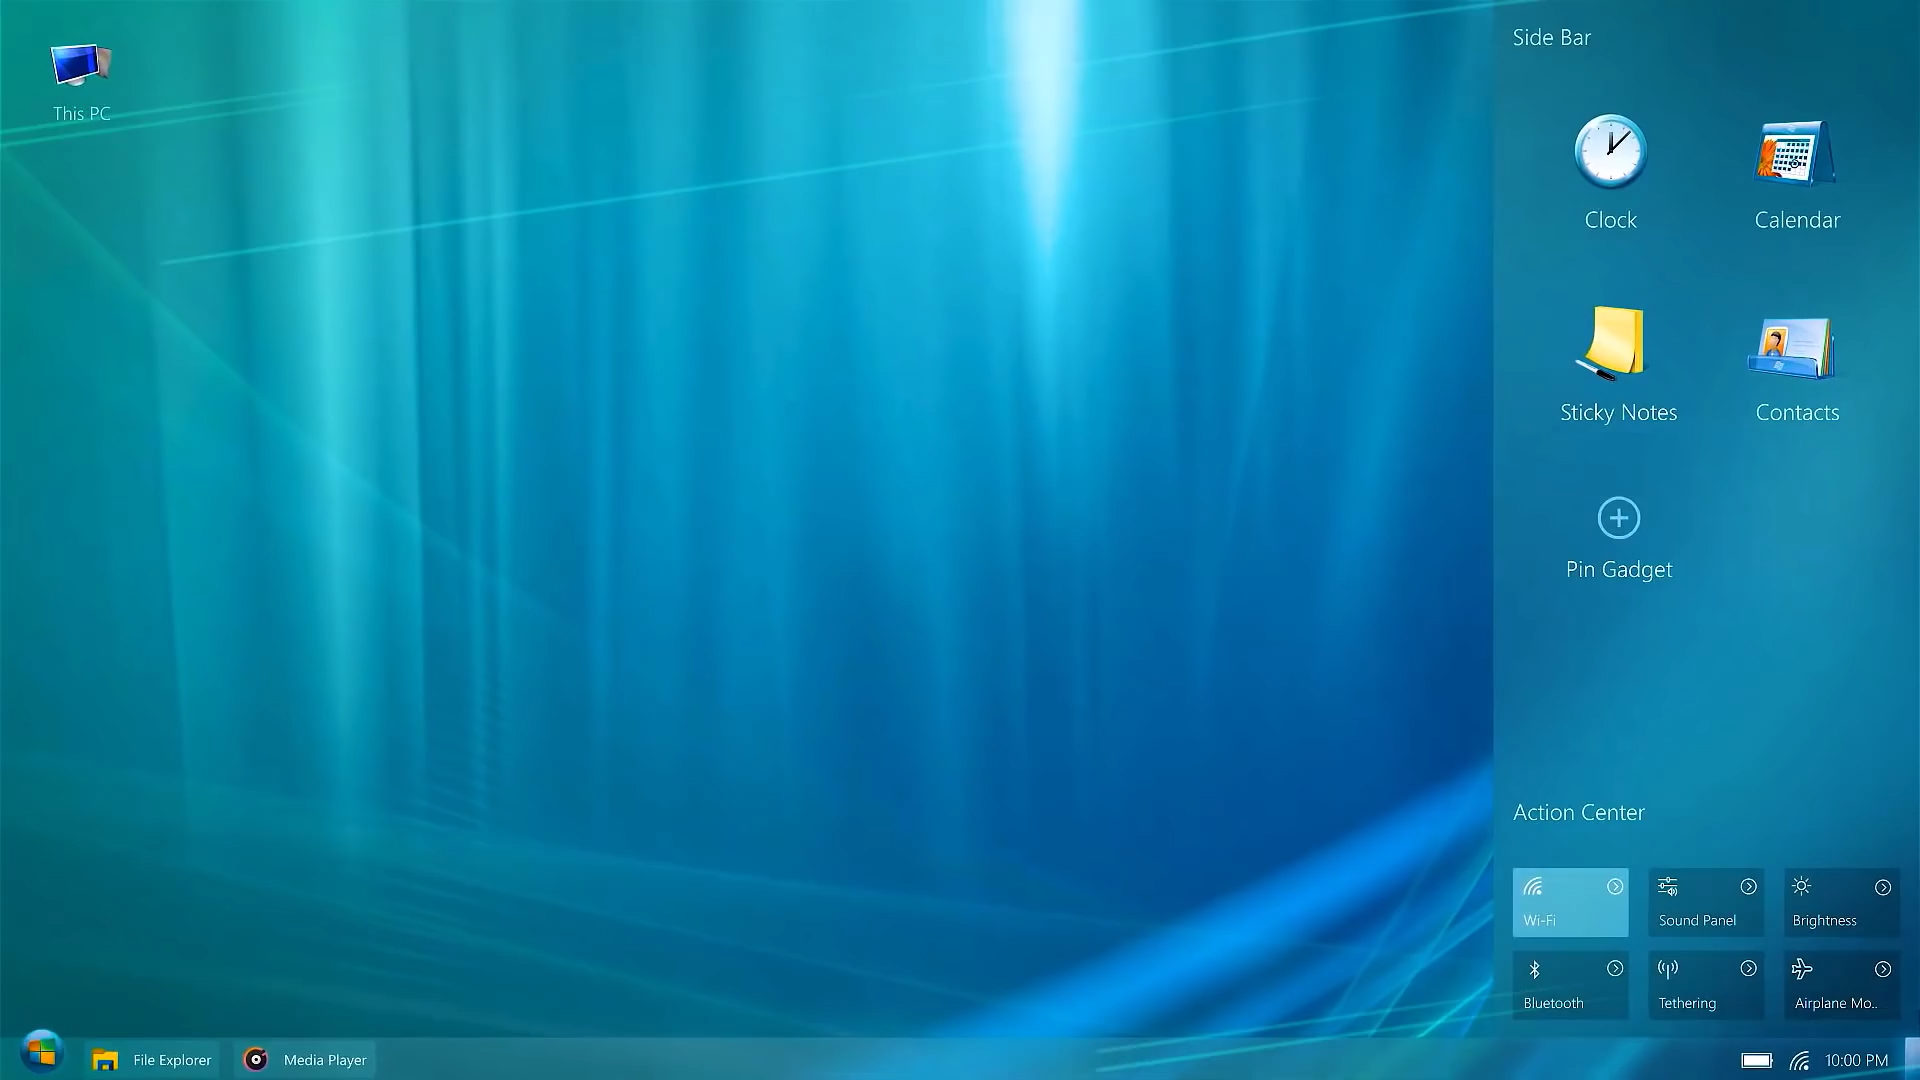 This PC
Side Bar
Clock
Calendar
Sticky Notes
Contacts
Pin Gadget
Action Center
Wi-Fi
Sound Panel
Brightness
Bluetooth
Tethering
Airplane Mo..
File Explorer
Media Player
10:00 PM